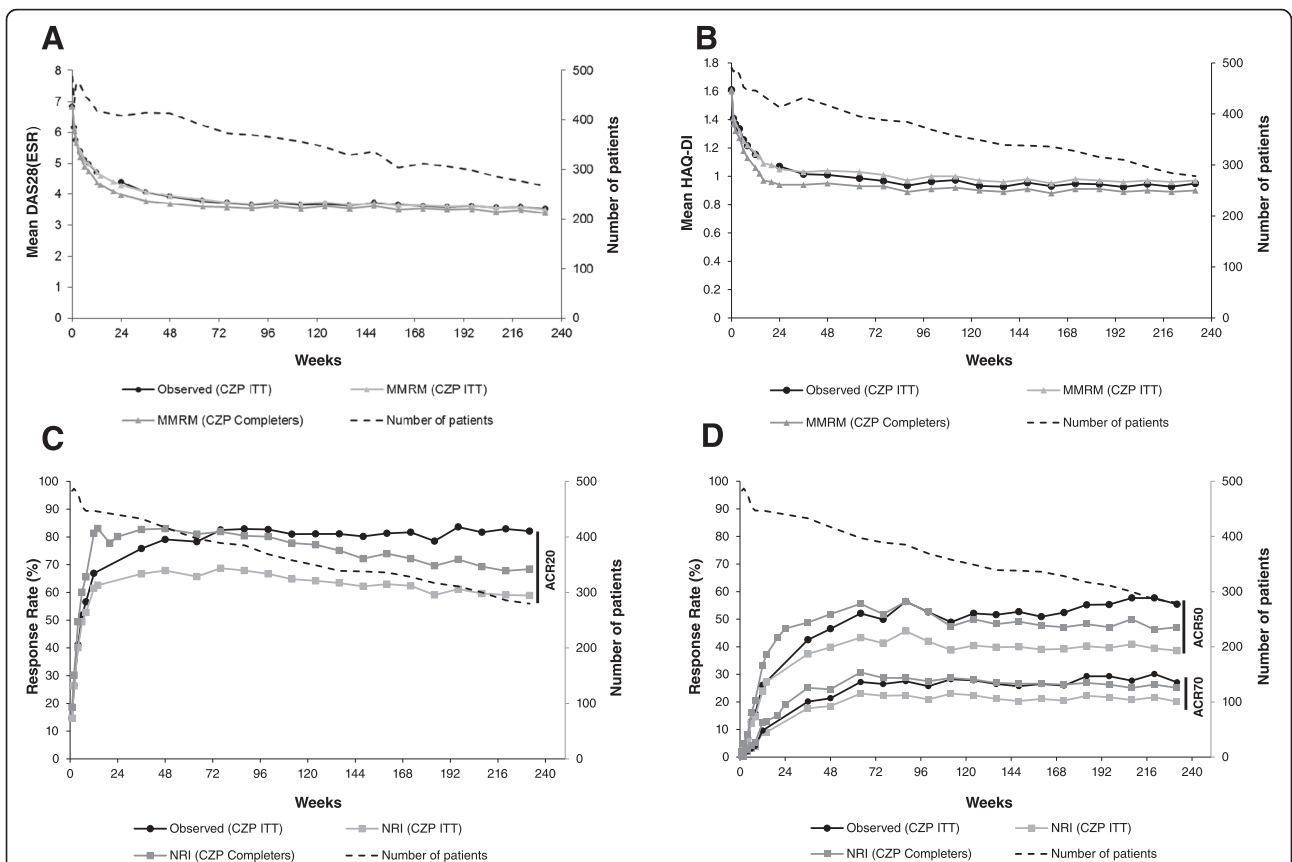 A
Mean DAS28(ESR)
8
7
6
5
4
3
2
1
0
500
400
300
200
100
0
Number of patients
0 24 48 72 96 120 144 168 192 216 240
Weeks
Observed (CZP ITT) MMRM (CZP ITT)
MMRM (CZP Completers) Number of patients
B
Mean HAQ-DI
1.8
1.6
1.4
1.2
1
0.8
0.6
0.4
0.2
0
500
400
300
200
100
0
Number of patients
0 24 48 72 96 120 144 168 192 216 240
Weeks
Observed (CZP ITT) MMRM (CZP ITT)
MMRM (CZP Completers) Number of patients
C
Response Rate (%)
100
90
80
70
60
50
40
30
20
10
0
500
400
300
200
100
0
ACR20
Number of patients
0 24 48 72 96 120 144 168 192 216 240
Weeks
Observed (CZP ITT) NRI (CZP ITT)
NRI (CZP Completers) Number of patients
D
Response Rate (%)
100
90
80
70
60
50
40
30
20
10
0
500
400
300
200
100
0
ACR50
ACR70
Number of patients
0 24 48 72 96 120 144 168 192 216 240
Weeks
Observed (CZP ITT) NRI (CZP ITT)
NRI (CZP Completers) Number of patients